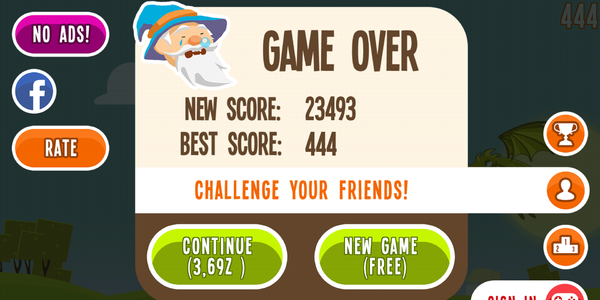 444
NO ADS!
GAME OVER
NEW SCORE: 23493
BEST SCORE: 444
RATE
CHALLENGE YOUR FRIENDS!
CONTINUE
(3,69Z )
NEW GAME
(FREE)
SIGN IN